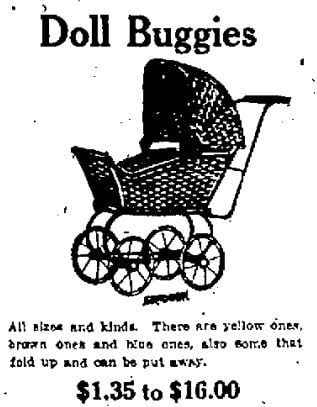 Doll Buggies
All sizes and kinds. There are yellow ones,
brown ones and blue ones, also some that
fold up and can be put away.
$1.35 to $16.00